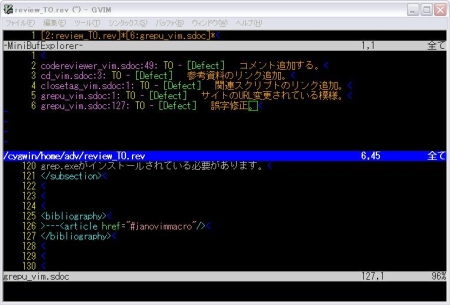 review_TO.rev (*) - GVIM
ファイル(F) 編集(E) ツール(T) シンタックス(S) バッファ(B) ウィンドウ(W) ヘルプ(H)
1 [2:review_TO.rev]*[6:grepu_vim.sdoc]*
-MiniBufExplorer- 1,1 全て
2 codereviewer_vim.sdoc:49: TO - [Defect] コメント追加する。
3 cd_vim.sdoc:3: TO - [Defect] 参考資料のリンク追加。
4 closetag_vim.sdoc:1: TO - [Defect] 関連スクリプトのリンク追加。
5 grepu_vim.sdoc:1: TO - [Defect] サイトのURL変更されている模様。
6 grepu_vim.sdoc:127: TO - [Defect] 誤字修正。
/cygwin/home/adv/review_TO.rev 6,45 全て
120 grep.exeがインストールされている必要があります。
121 </subsection>
122
123
124
125 <bibliography>
126 >---<article href="#janovimmacro"/>
127 </bibliography>
128
129
130
grepu_vim.sdoc 127,1 96%